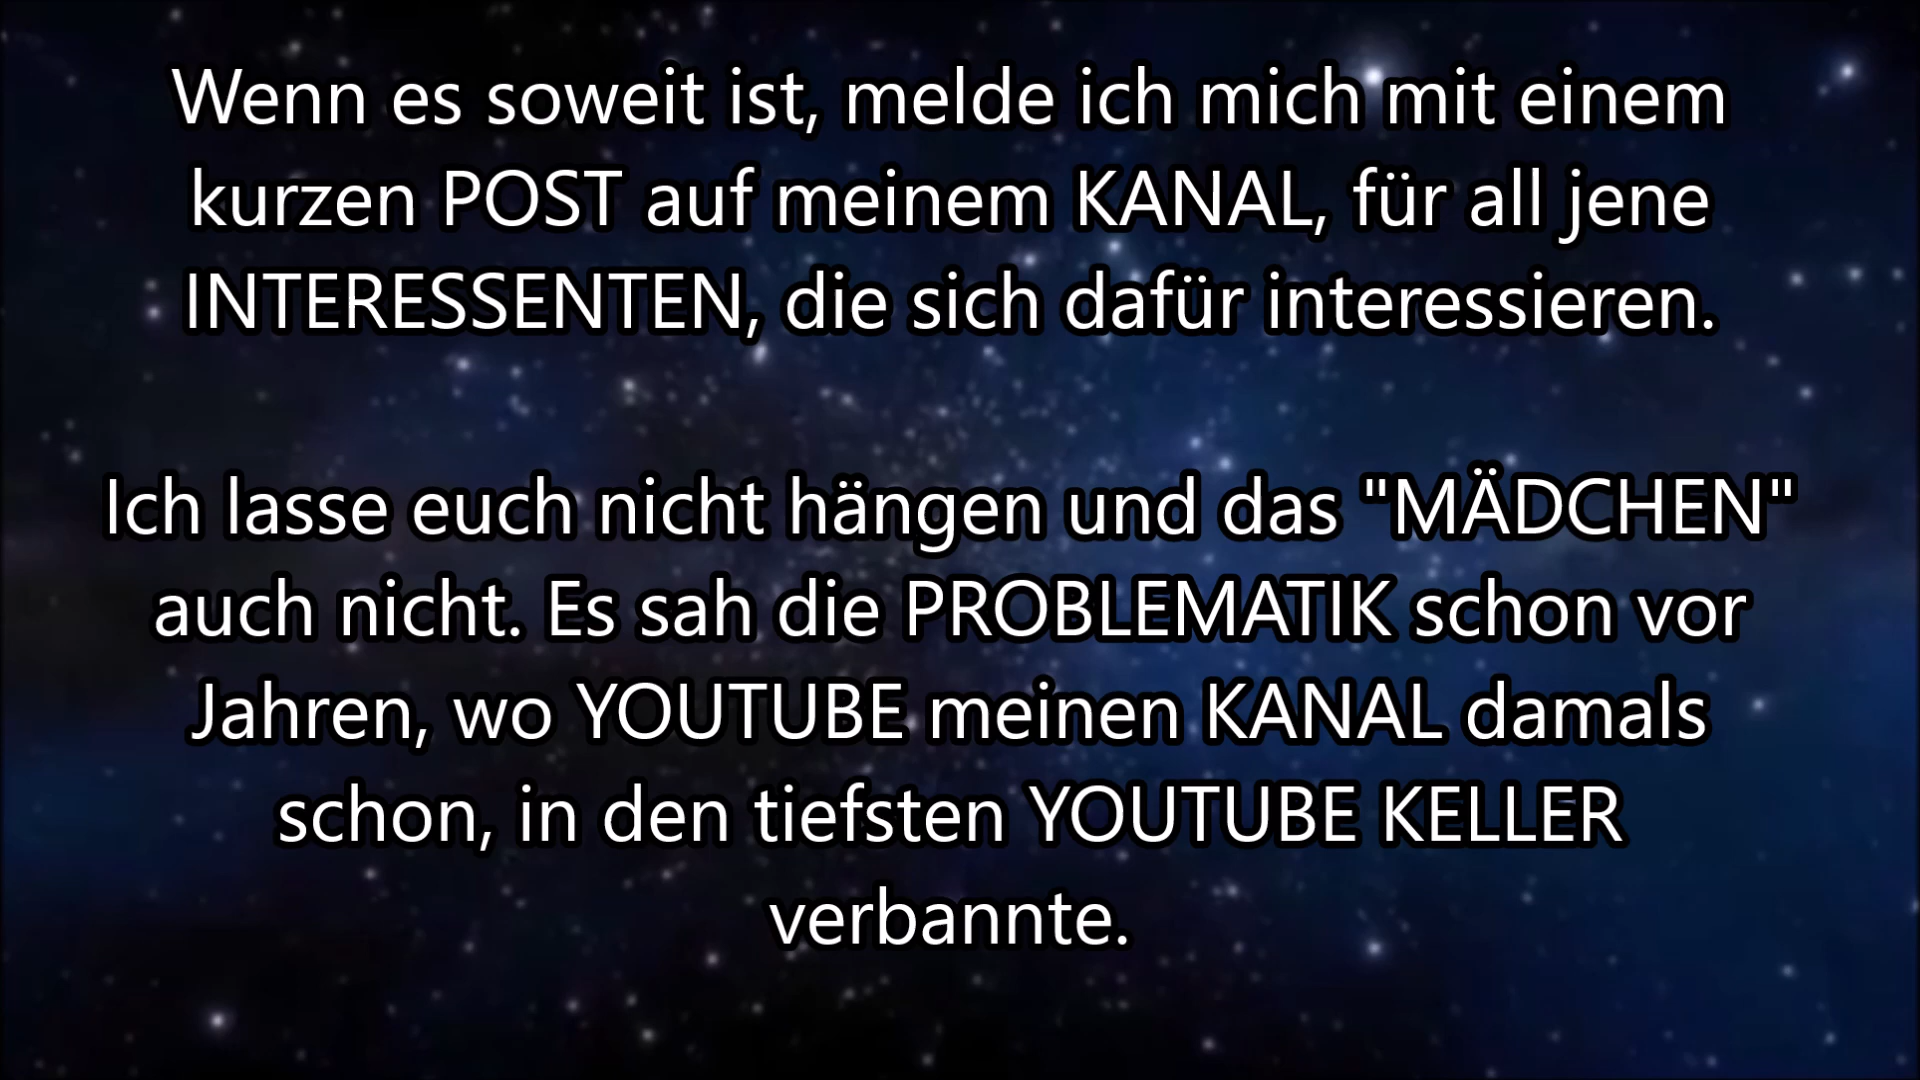 Wenn es soweit ist, melde ich mich mit einem
kurzen POST auf meinem KANAL, für all jene
INTERESSENTEN, die sich dafür interessieren.
Ich lasse euch nicht hängen und das "MÄDCHEN"
auch nicht. Es sah die PROBLEMATIK schon vor
Jahren, wo YOUTUBE meinen KANAL damals
schon, in den tiefsten YOUTUBE KELLER
verbannte.